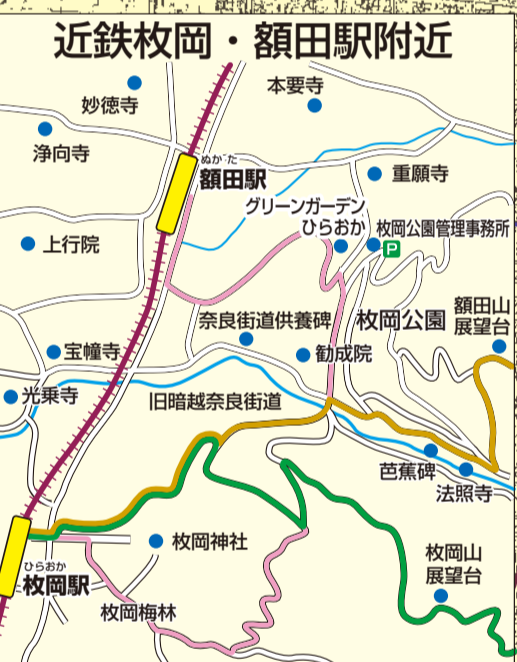 近鉄枚岡・額田駅附近
妙徳寺
本要寺
浄向寺
ぬかた
額田駅
重願寺
グリーンガーデン
ひらおか
枚岡公園管理事務所
P
上行院
奈良街道供養碑
枚岡公園
額田山
展望台
宝幢寺
勧成院
光乗寺
旧暗越奈良街道
芭蕉碑
法照寺
枚岡神社
ひらおか
枚岡駅
枚岡山
展望台
枚岡梅林